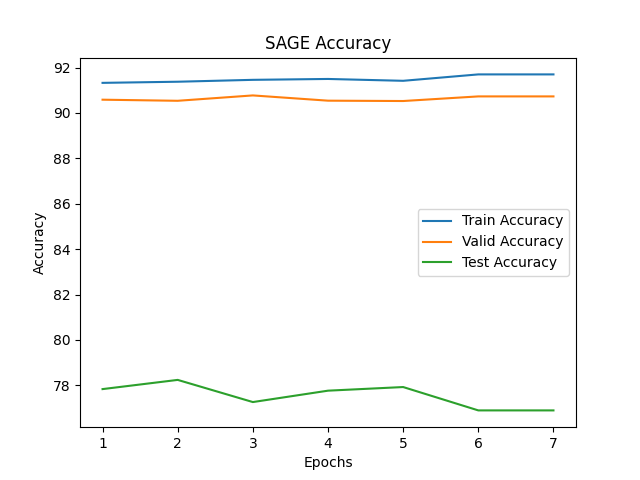 SAGE Accuracy
92
90
88
86
84
82
80
78
Accuracy
Train Accuracy
Valid Accuracy
Test Accuracy
1 2 3 4 5 6 7
Epochs